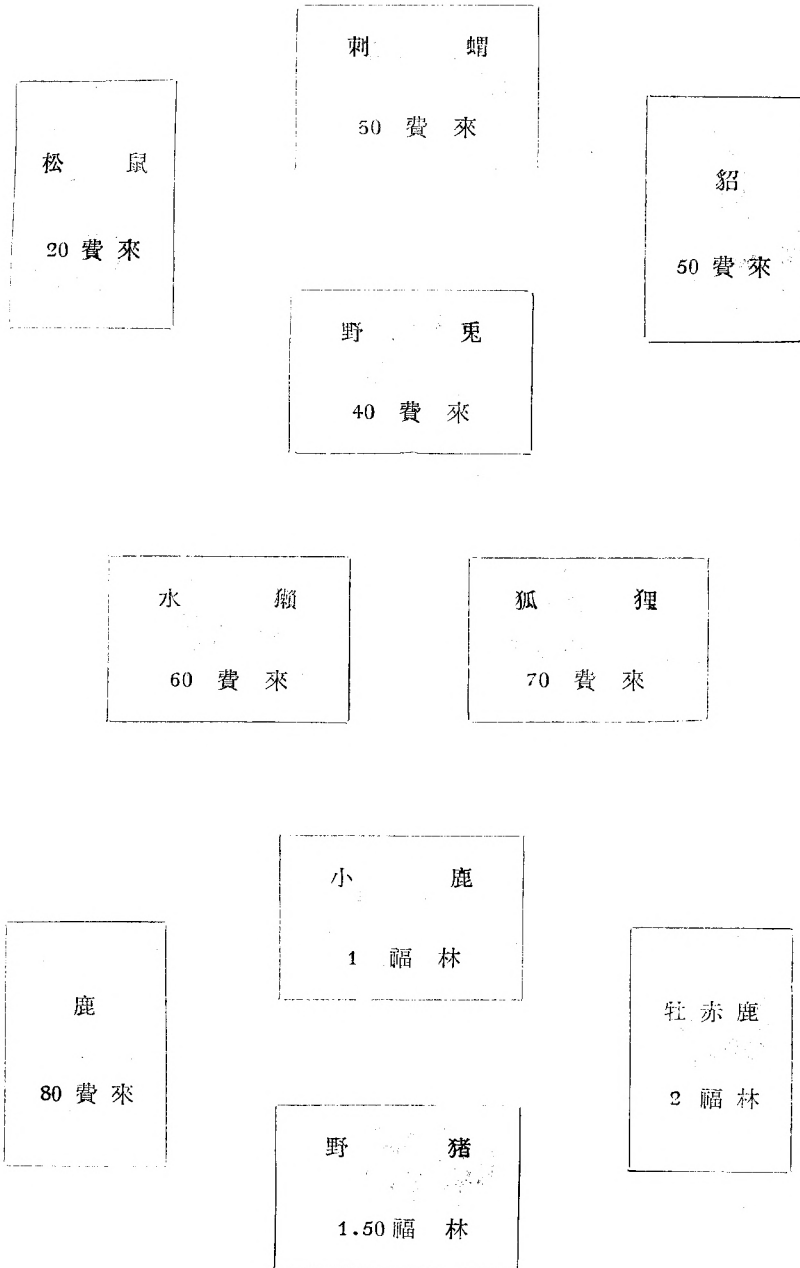 刺蝟
50 費來
松鼠
20 費來
貂
50 費來
野兎
40 費來
水獺
60 費來
狐狸
70 費來
小鹿
1 福林
鹿
80 費來
牡赤鹿
2 福林
野猪
1.50 福林